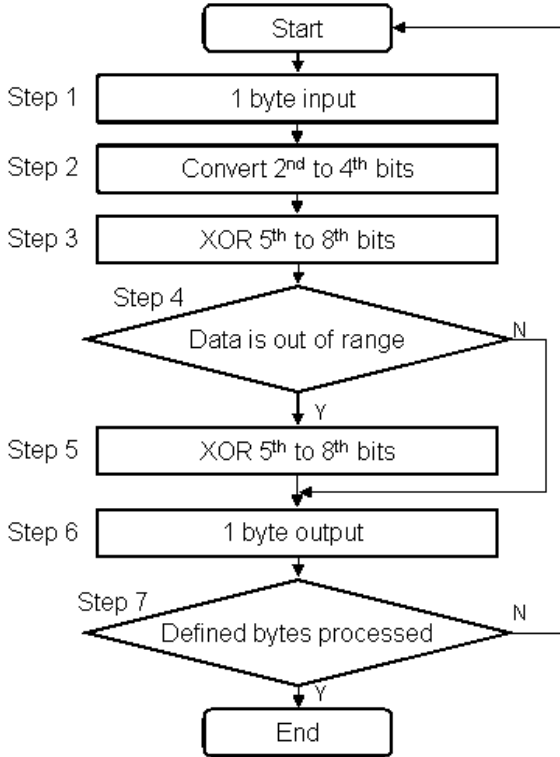 Start
Step 1
1 byte input
Step 2
Convert 2nd to 4th bits
Step 3
XOR 5th to 8th bits
Step 4
Data is out of range
N
Y
Step 5
XOR 5th to 8th bits
Step 6
1 byte output
Step 7
Defined bytes processed
N
Y
End